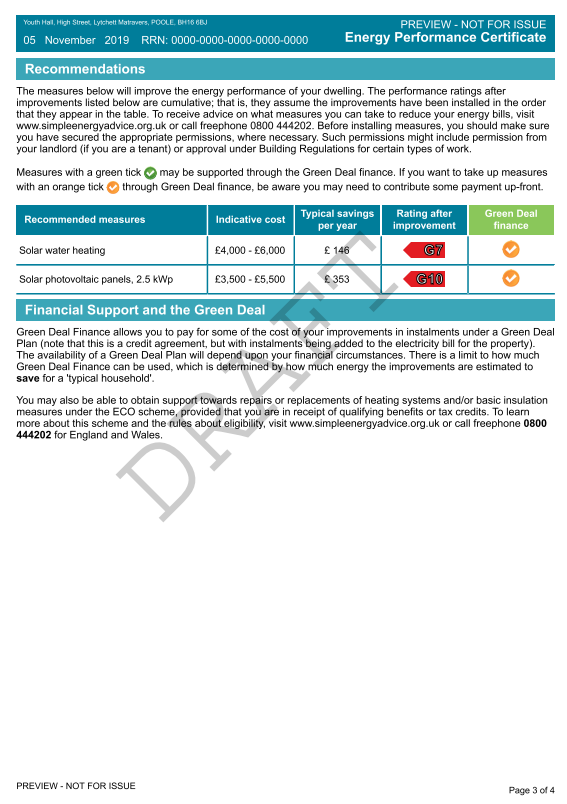 Youth Hall, High Street, Lytchett Matravers, POOLE, BH16 6BJ
PREVIEW - NOT FOR ISSUE
05 November 2019 RRN: 0000-0000-0000-0000-0000
Energy Performance Certificate
Recommendations
The measures below will improve the energy performance of your dwelling. The performance ratings after
improvements listed below are cumulative; that is, they assume the improvements have been installed in the order
that they appear in the table. To receive advice on what measures you can take to reduce your energy bills, visit
www.simpleenergyadvice.org.uk or call freephone 0800 444202. Before installing measures, you should make sure
you have secured the appropriate permissions, where necessary. Such permissions might include permission from
your landlord (if you are a tenant) or approval under Building Regulations for certain types of work.
Measures with a green tick may be supported through the Green Deal finance. If you want to take up measures
with an orange tick through Green Deal finance, be aware you may need to contribute some payment up-front.
Recommended measures Indicative cost Typical savings per year Rating after improvement Green Deal finance
Solar water heating £4,000 - £6,000 £ 146 G7
Solar photovoltaic panels, 2.5 kWp £3,500 - £5,500 £ 353 G10
Financial Support and the Green Deal
Green Deal Finance allows you to pay for some of the cost of your improvements in instalments under a Green Deal
Plan (note that this is a credit agreement, but with instalments being added to the electricity bill for the property).
The availability of a Green Deal Plan will depend upon your financial circumstances. There is a limit to how much
Green Deal Finance can be used, which is determined by how much energy the improvements are estimated to
save for a 'typical household'.
You may also be able to obtain support towards repairs or replacements of heating systems and/or basic insulation
measures under the ECO scheme, provided that you are in receipt of qualifying benefits or tax credits. To learn
more about this scheme and the rules about eligibility, visit www.simpleenergyadvice.org.uk or call freephone 0800
444202 for England and Wales.
DRAFT
PREVIEW - NOT FOR ISSUE
Page 3 of 4